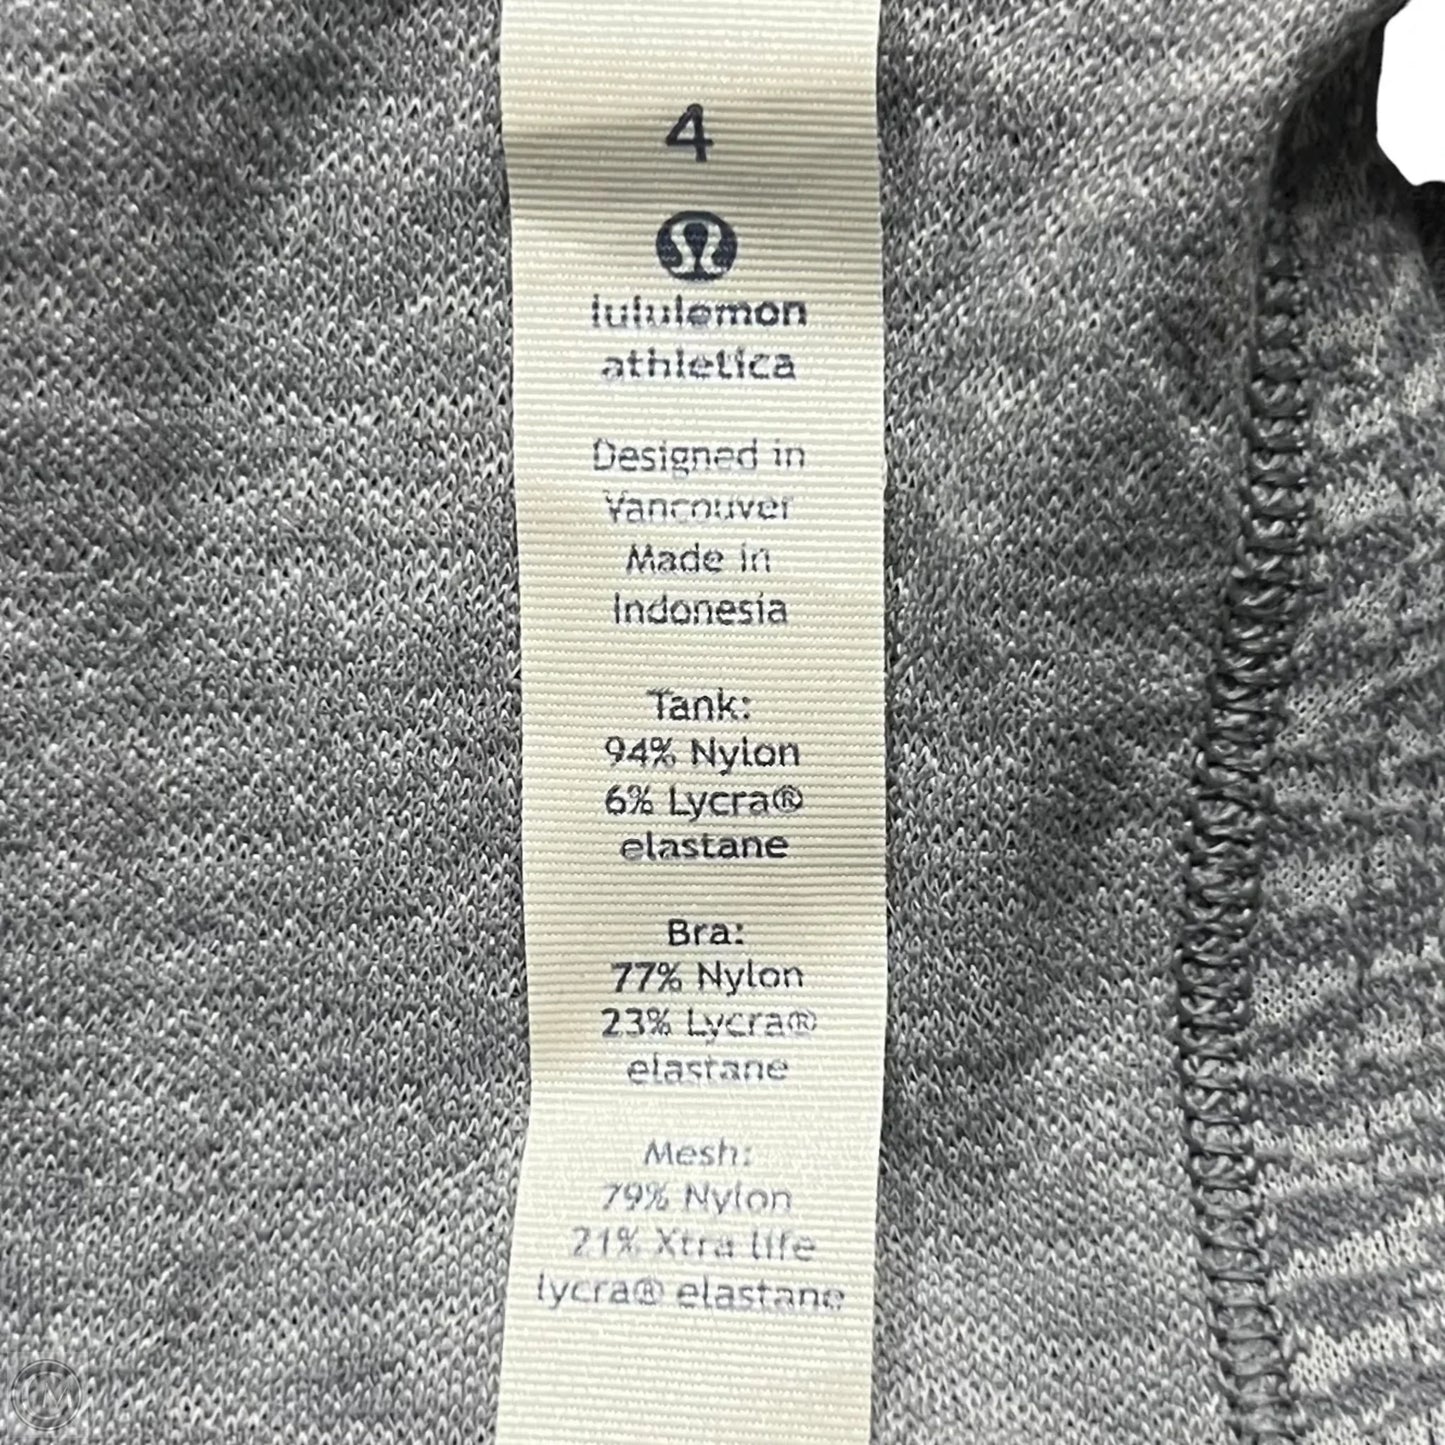 4
lululemon
athletica
Designed in
Vancouver
Made in
Indonesia
Tank:
94% Nylon
6% Lycra®
elastane
Bra:
77% Nylon
23% Lycra®
elastane
Mesh:
79% Nylon
21% Xtra life
lycra® elastane